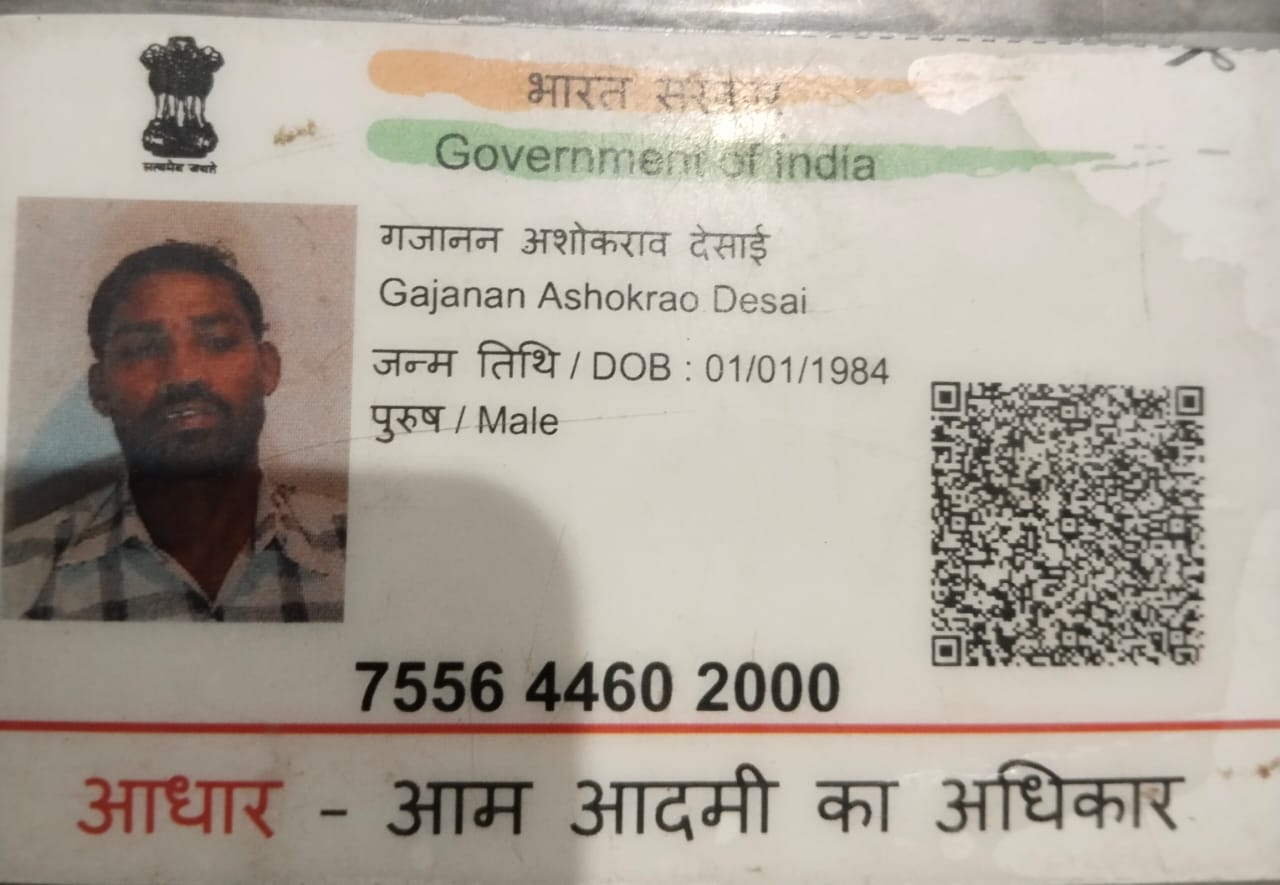 भारत सरकार
Government of India
सत्यमेव जयते
गजानन अशोकराव देसाई
Gajanan Ashokrao Desai
जन्म तिथि / DOB : 01/01/1984
पुरुष / Male
7556 4460 2000
आधार - आम आदमी का अधिकार